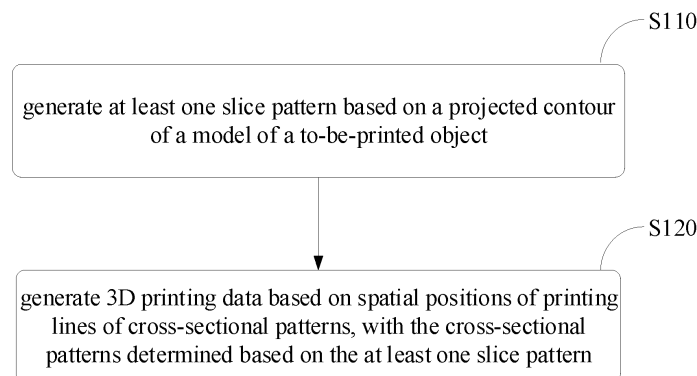 S110
generate at least one slice pattern based on a projected contour
of a model of a to-be-printed object
S120
generate 3D printing data based on spatial positions of printing
lines of cross-sectional patterns, with the cross-sectional
patterns determined based on the at least one slice pattern